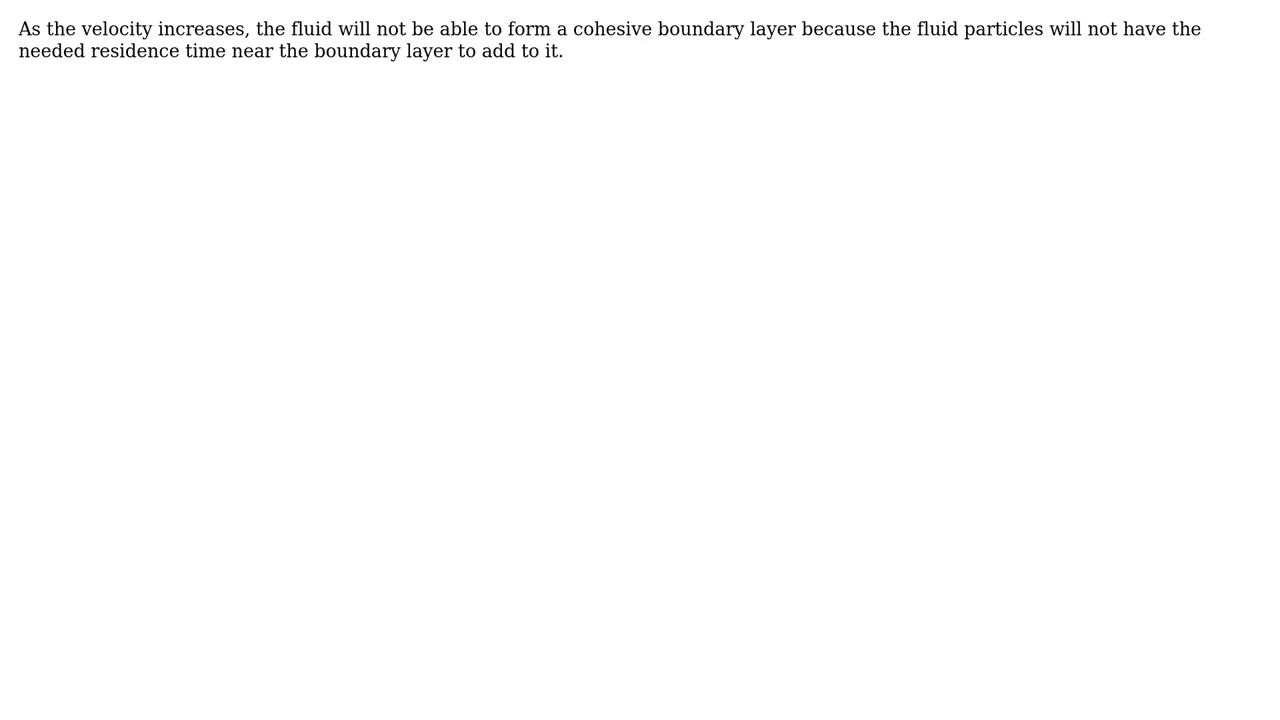 As the velocity increases, the fluid will not be able to form a cohesive boundary layer because the fluid particles will not have the
needed residence time near the boundary layer to add to it.